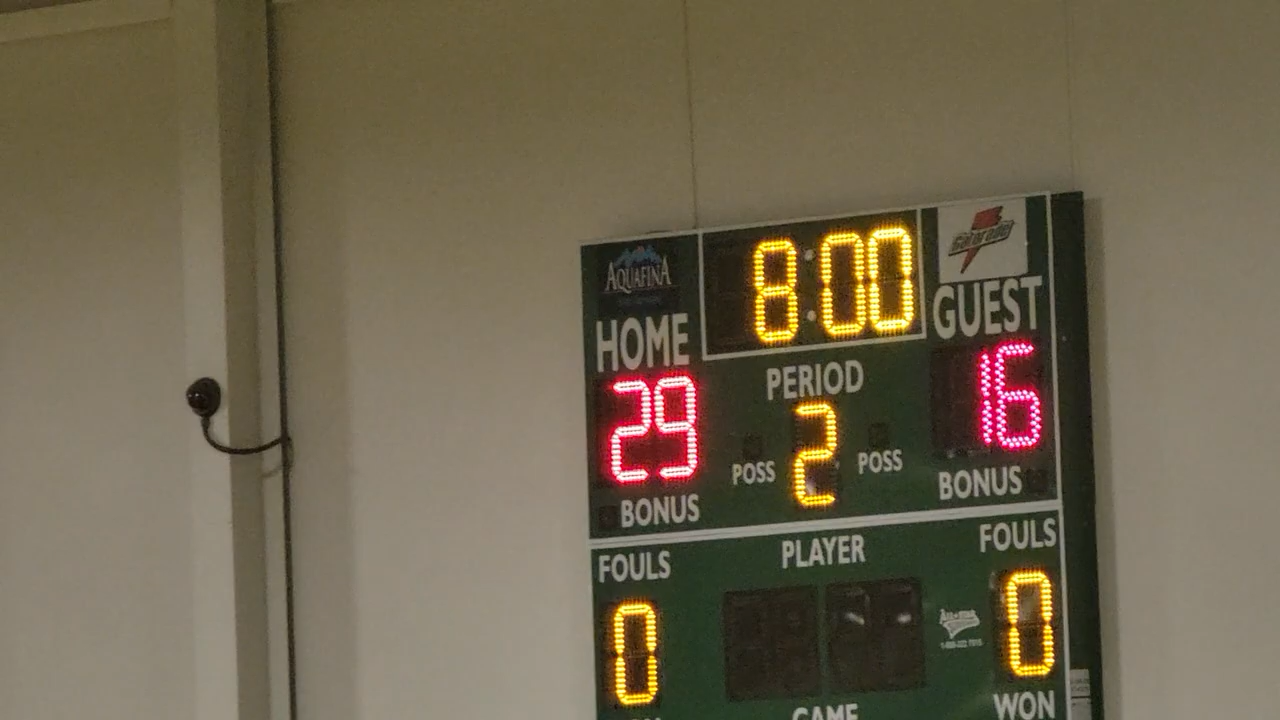 AQUAFINA
8:00
Gatorade
HOME
GUEST
29
PERIOD
16
2
POSS
POSS
BONUS
BONUS
FOULS
PLAYER
FOULS
0
0
GAME
WON